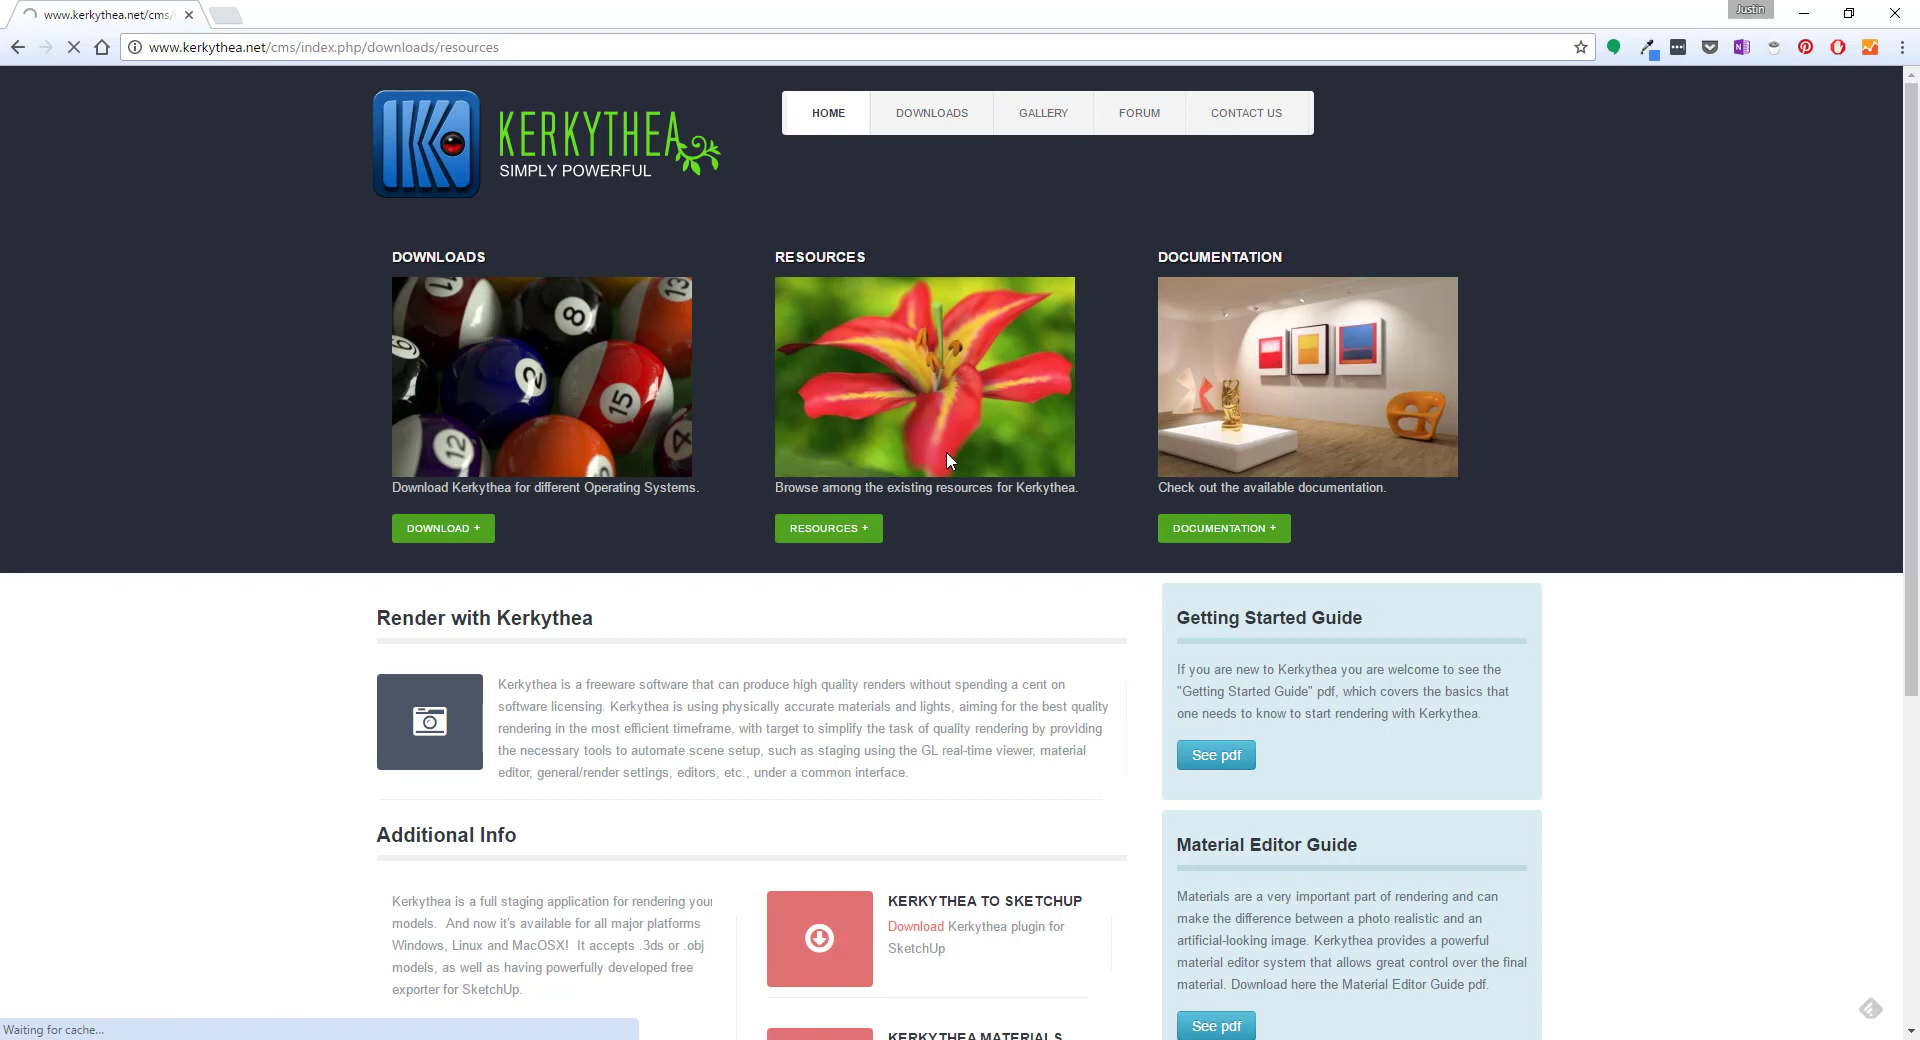 www.kerkythea.net/cms/
Justin
www.kerkythea.net/cms/index.php/downloads/resources
KERKYTHEA
SIMPLY POWERFUL
HOME
DOWNLOADS
GALLERY
FORUM
CONTACT US
DOWNLOADS
RESOURCES
DOCUMENTATION
11
13
8
9
2
15
12
4
Download Kerkythea for different Operating Systems.
Browse among the existing resources for Kerkythea.
Check out the available documentation.
DOWNLOAD +
RESOURCES +
DOCUMENTATION +
Render with Kerkythea
Kerkythea is a freeware software that can produce high quality renders without spending a cent on
software licensing. Kerkythea is using physically accurate materials and lights, aiming for the best quality
rendering in the most efficient timeframe, with target to simplify the task of quality rendering by providing
the necessary tools to automate scene setup, such as staging using the GL real-time viewer, material
editor, general/render settings, editors, etc., under a common interface.
Getting Started Guide
If you are new to Kerkythea you are welcome to see the
"Getting Started Guide" pdf, which covers the basics that
one needs to know to start rendering with Kerkythea.
See pdf
Additional Info
Kerkythea is a full staging application for rendering your
models. And now it's available for all major platforms
Windows, Linux and MacOSX! It accepts .3ds or .obj
models, as well as having powerfully developed free
exporter for SketchUp.
KERKYTHEA TO SKETCHUP
Download Kerkythea plugin for
SketchUp
KERKYTHEA MATERIALS
Material Editor Guide
Materials are a very important part of rendering and can
make the difference between a photo realistic and an
artificial-looking image. Kerkythea provides a powerful
material editor system that allows great control over the final
material. Download here the Material Editor Guide pdf.
See pdf
Waiting for cache...